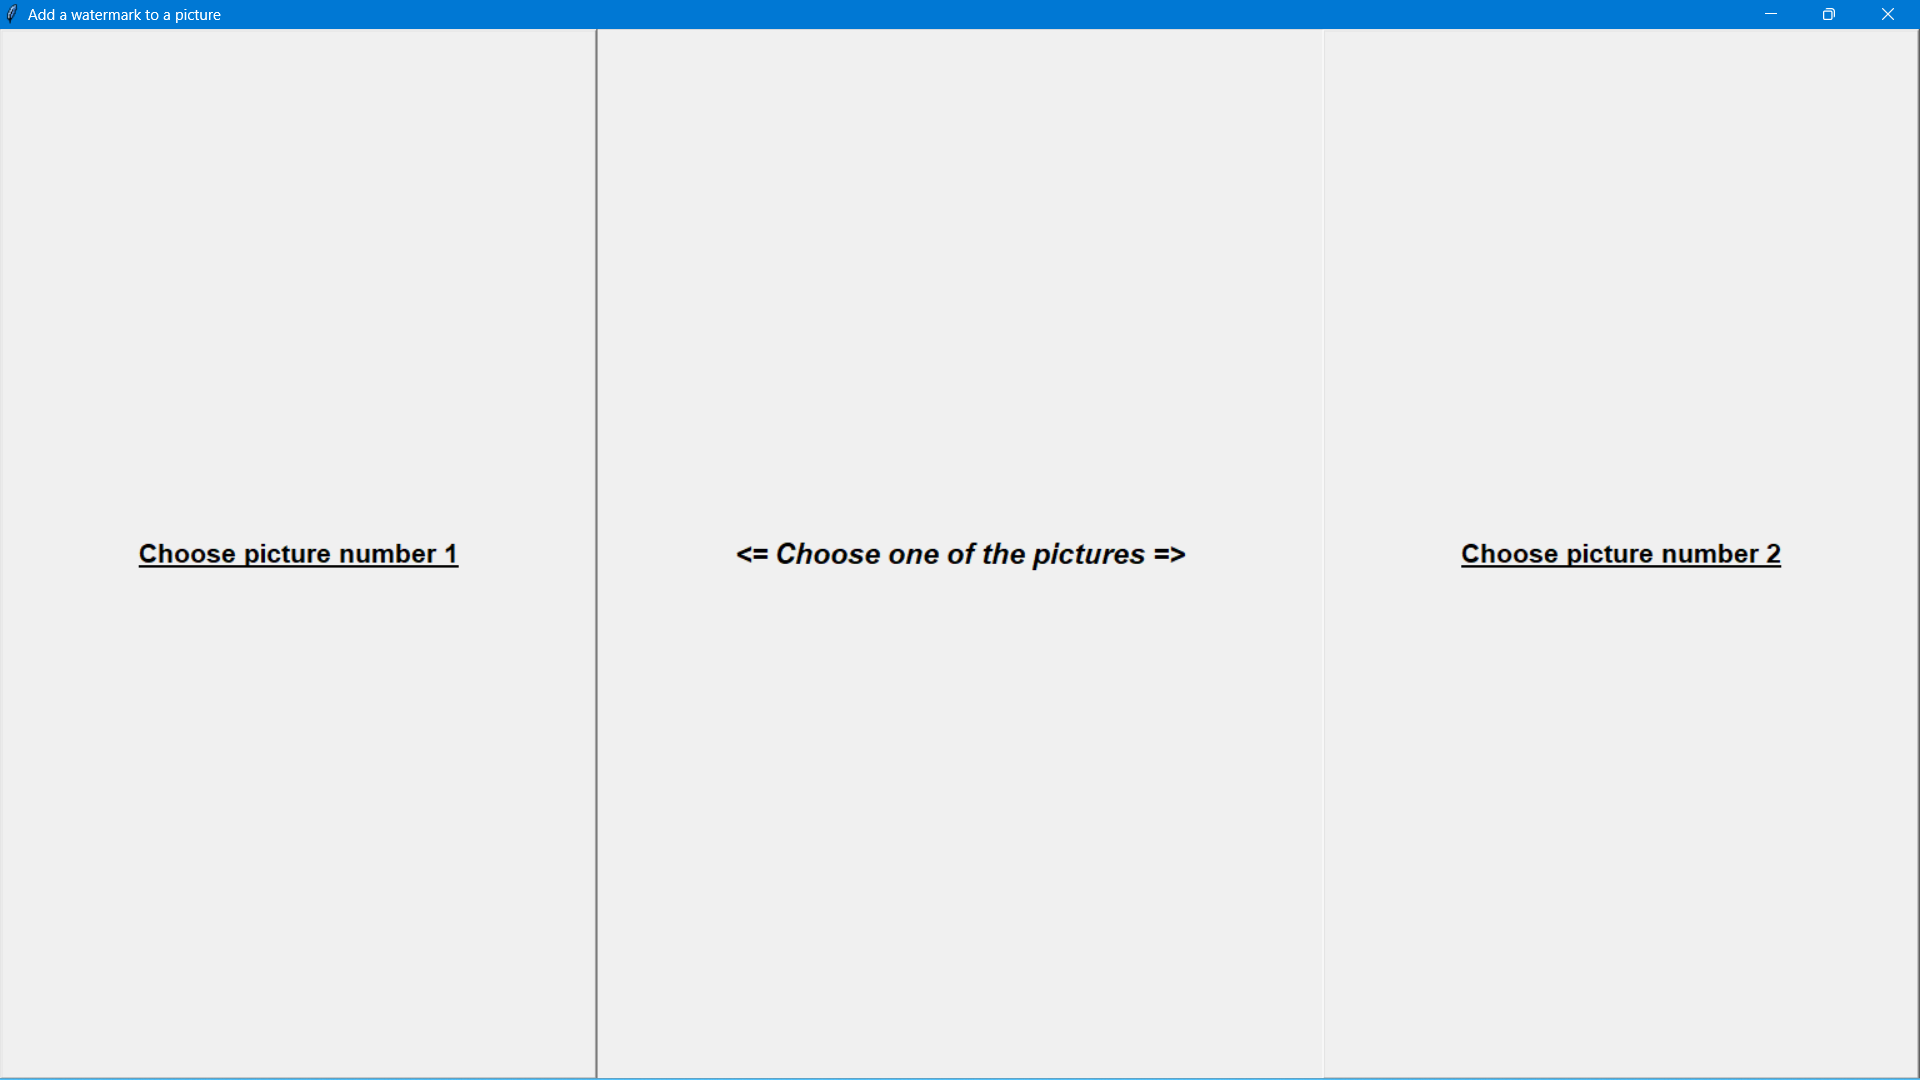 Add a watermark to a picture
Choose picture number 1
<= Choose one of the pictures =>
Choose picture number 2